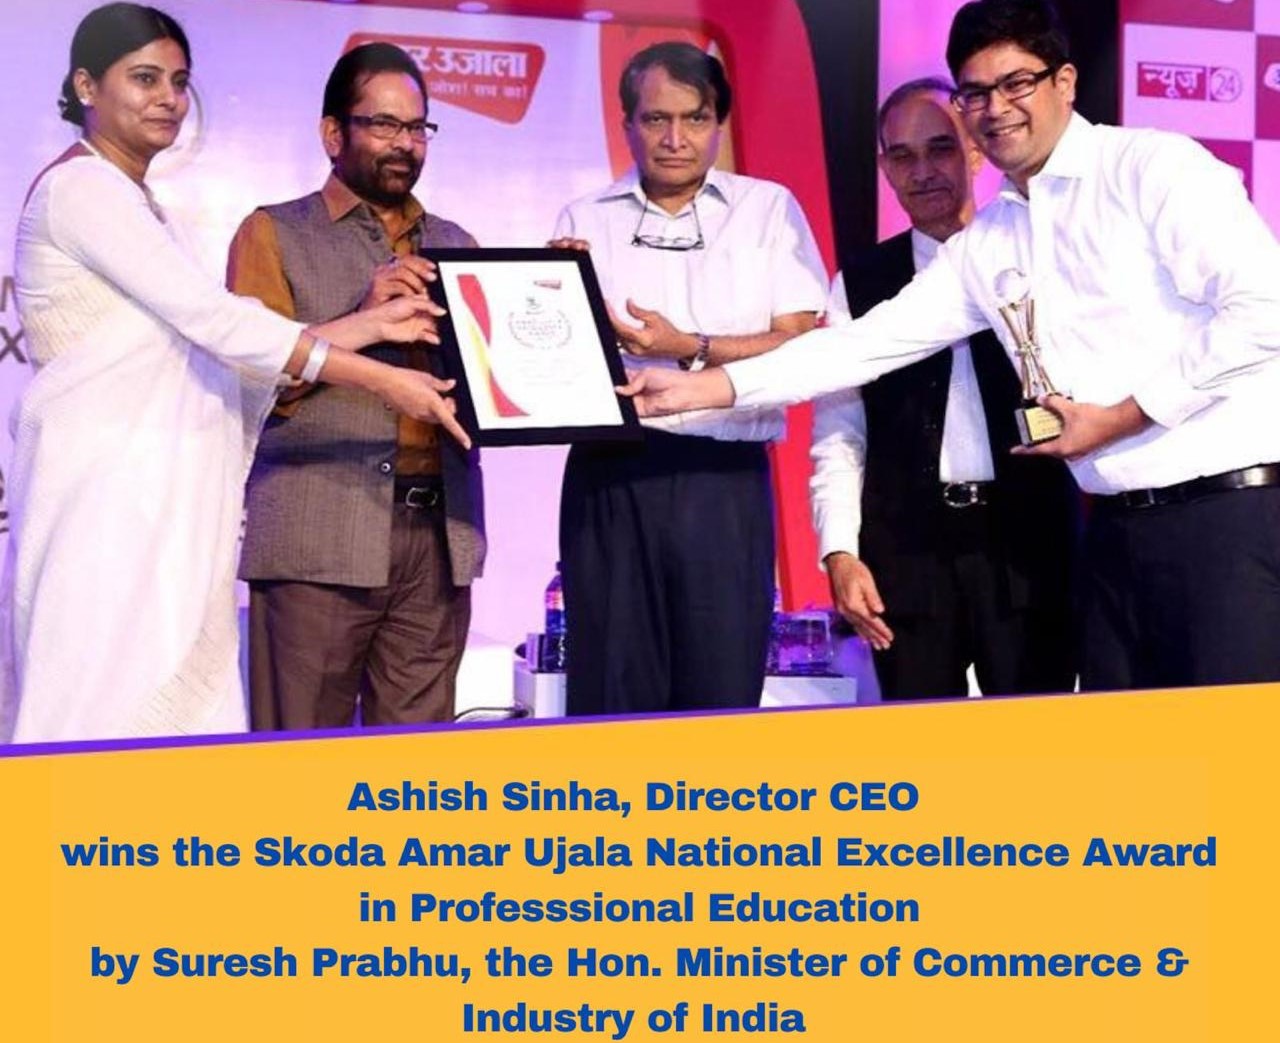 र उजाला
जोश! सच का!
न्यूज़ 24
Ashish Sinha, Director CEO
wins the Skoda Amar Ujala National Excellence Award
in Professsional Education
by Suresh Prabhu, the Hon. Minister of Commerce &
Industry of India